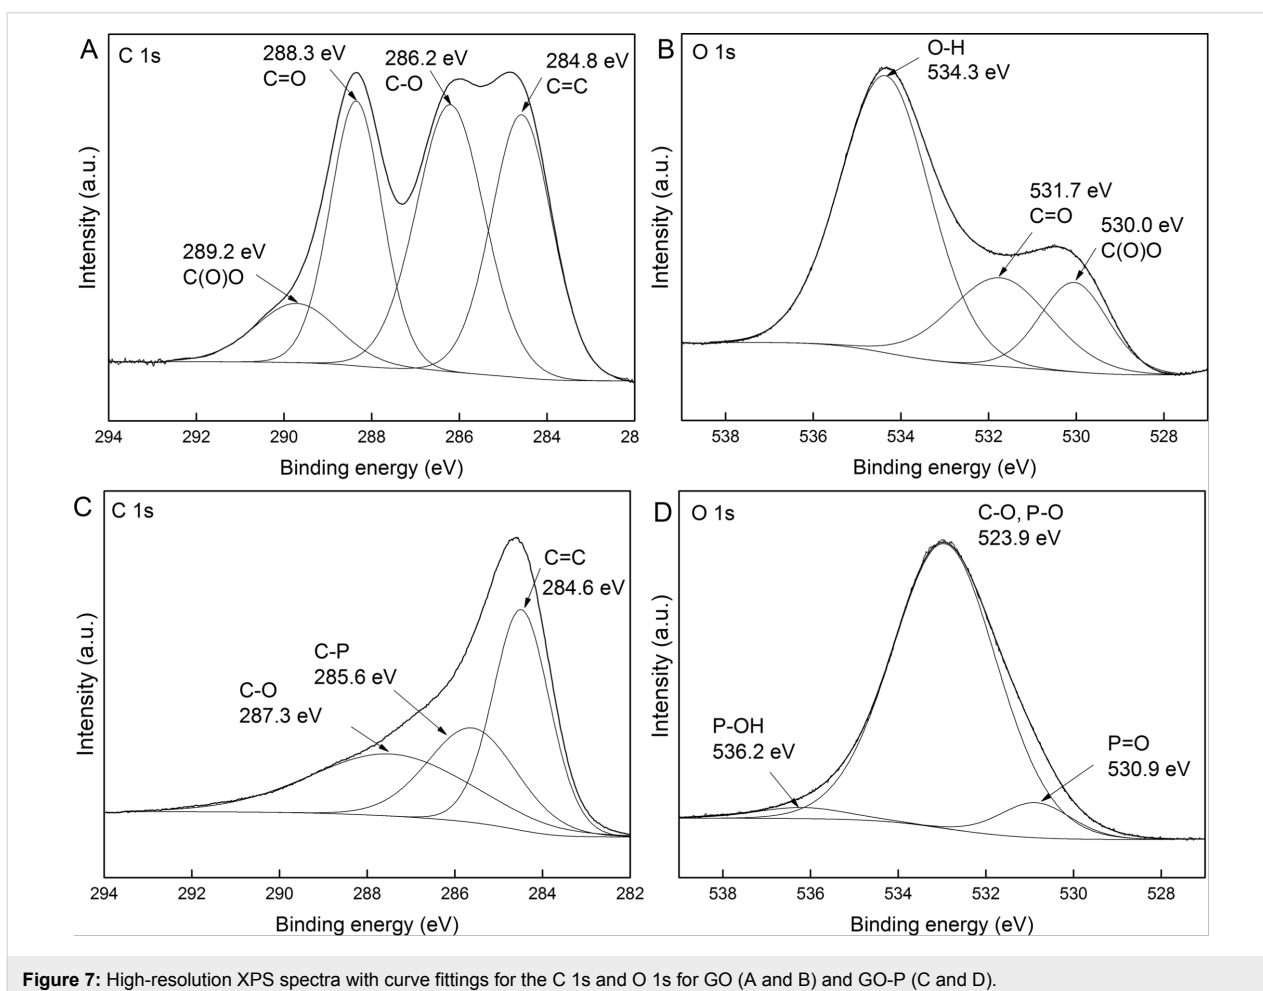 A
C 1s
288.3 eV
C=O
286.2 eV
C-O
284.8 eV
C=C
289.2 eV
C(O)O
Intensity (a.u.)
294 292 290 288 286 284 28
Binding energy (eV)
B
O 1s
O-H
534.3 eV
531.7 eV
C=O
530.0 eV
C(O)O
Intensity (a.u.)
538 536 534 532 530 528
Binding energy (eV)
C
C 1s
C=C
284.6 eV
C-P
285.6 eV
C-O
287.3 eV
Intensity (a.u.)
294 292 290 288 286 284 282
Binding energy (eV)
D
O 1s
C-O, P-O
523.9 eV
P-OH
536.2 eV
P=O
530.9 eV
Intensity (a.u.)
538 536 534 532 530 528
Binding energy (eV)
Figure 7: High-resolution XPS spectra with curve fittings for the C 1s and O 1s for GO (A and B) and GO-P (C and D).